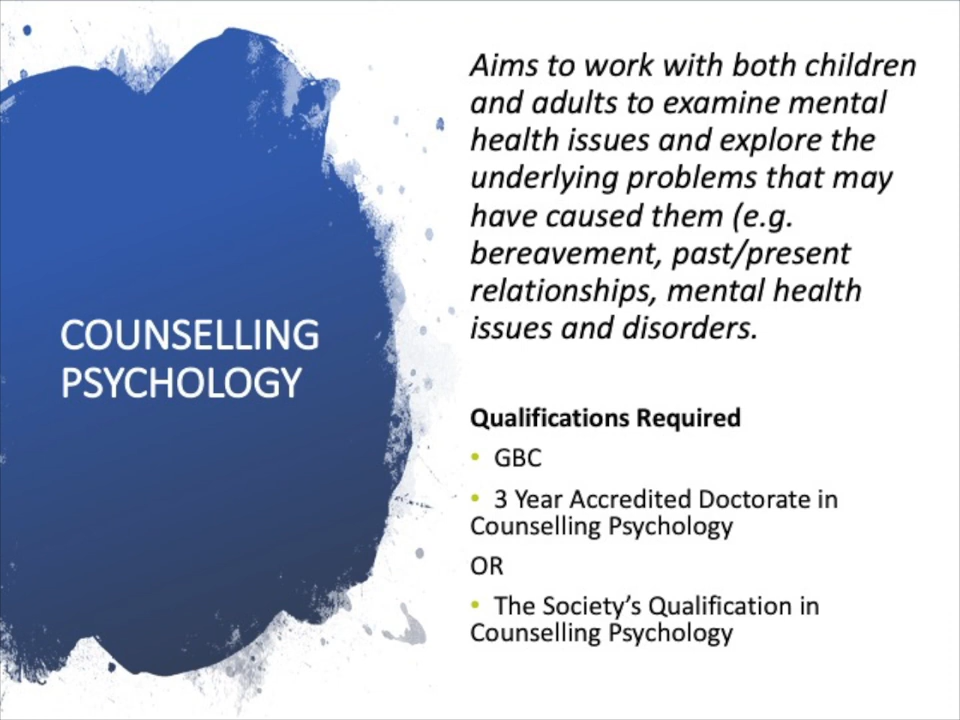 COUNSELLING
PSYCHOLOGY
Aims to work with both children
and adults to examine mental
health issues and explore the
underlying problems that may
have caused them (e.g.
bereavement, past/present
relationships, mental health
issues and disorders.
Qualifications Required
• GBC
• 3 Year Accredited Doctorate in
Counselling Psychology
OR
• The Society's Qualification in
Counselling Psychology